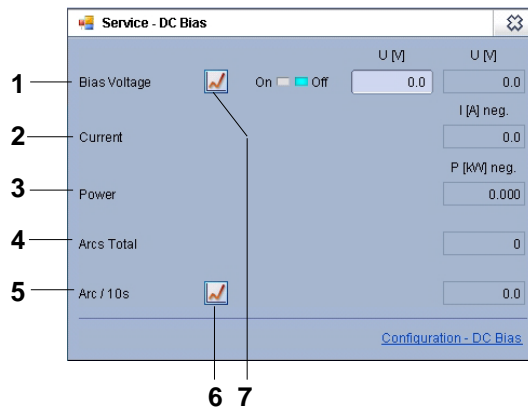 Service - DC Bias
U [V] U [V]
1 Bias Voltage On Off 0.0 0.0
I [A] neg.
2 Current 0.0
P [kW] neg.
3 Power 0.000
4 Arcs Total 0
5 Arc / 10s 0.0
Configuration - DC Bias
6 7